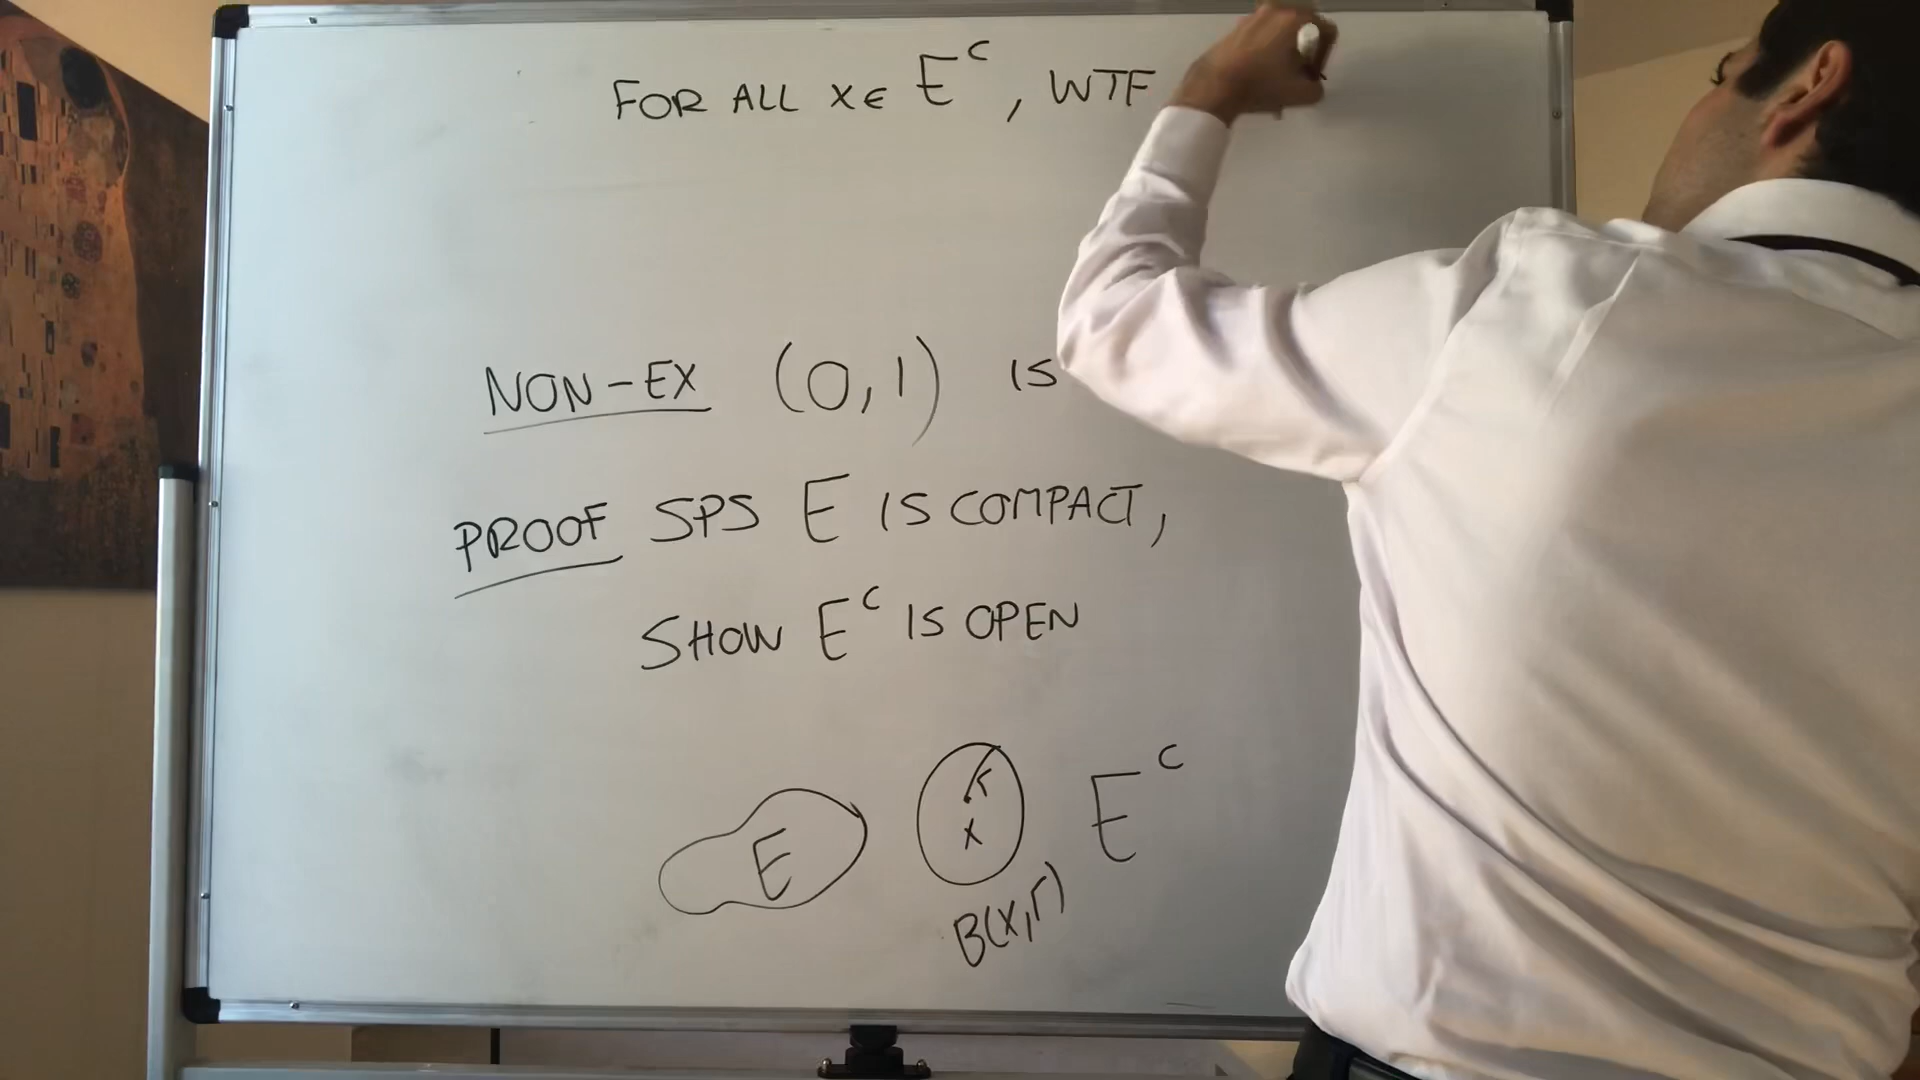 FOR ALL X ∈ E^C, WTF
NON-EX (0,1) IS
PROOF SPS E IS COMPACT,
SHOW E^C IS OPEN
E
r
x
E^C
B(x,r)